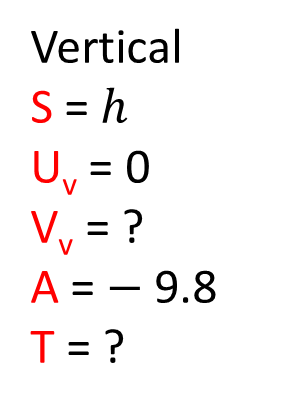 Vertical
S = h
Uᵥ = 0
Vᵥ = ?
A = − 9.8
T = ?